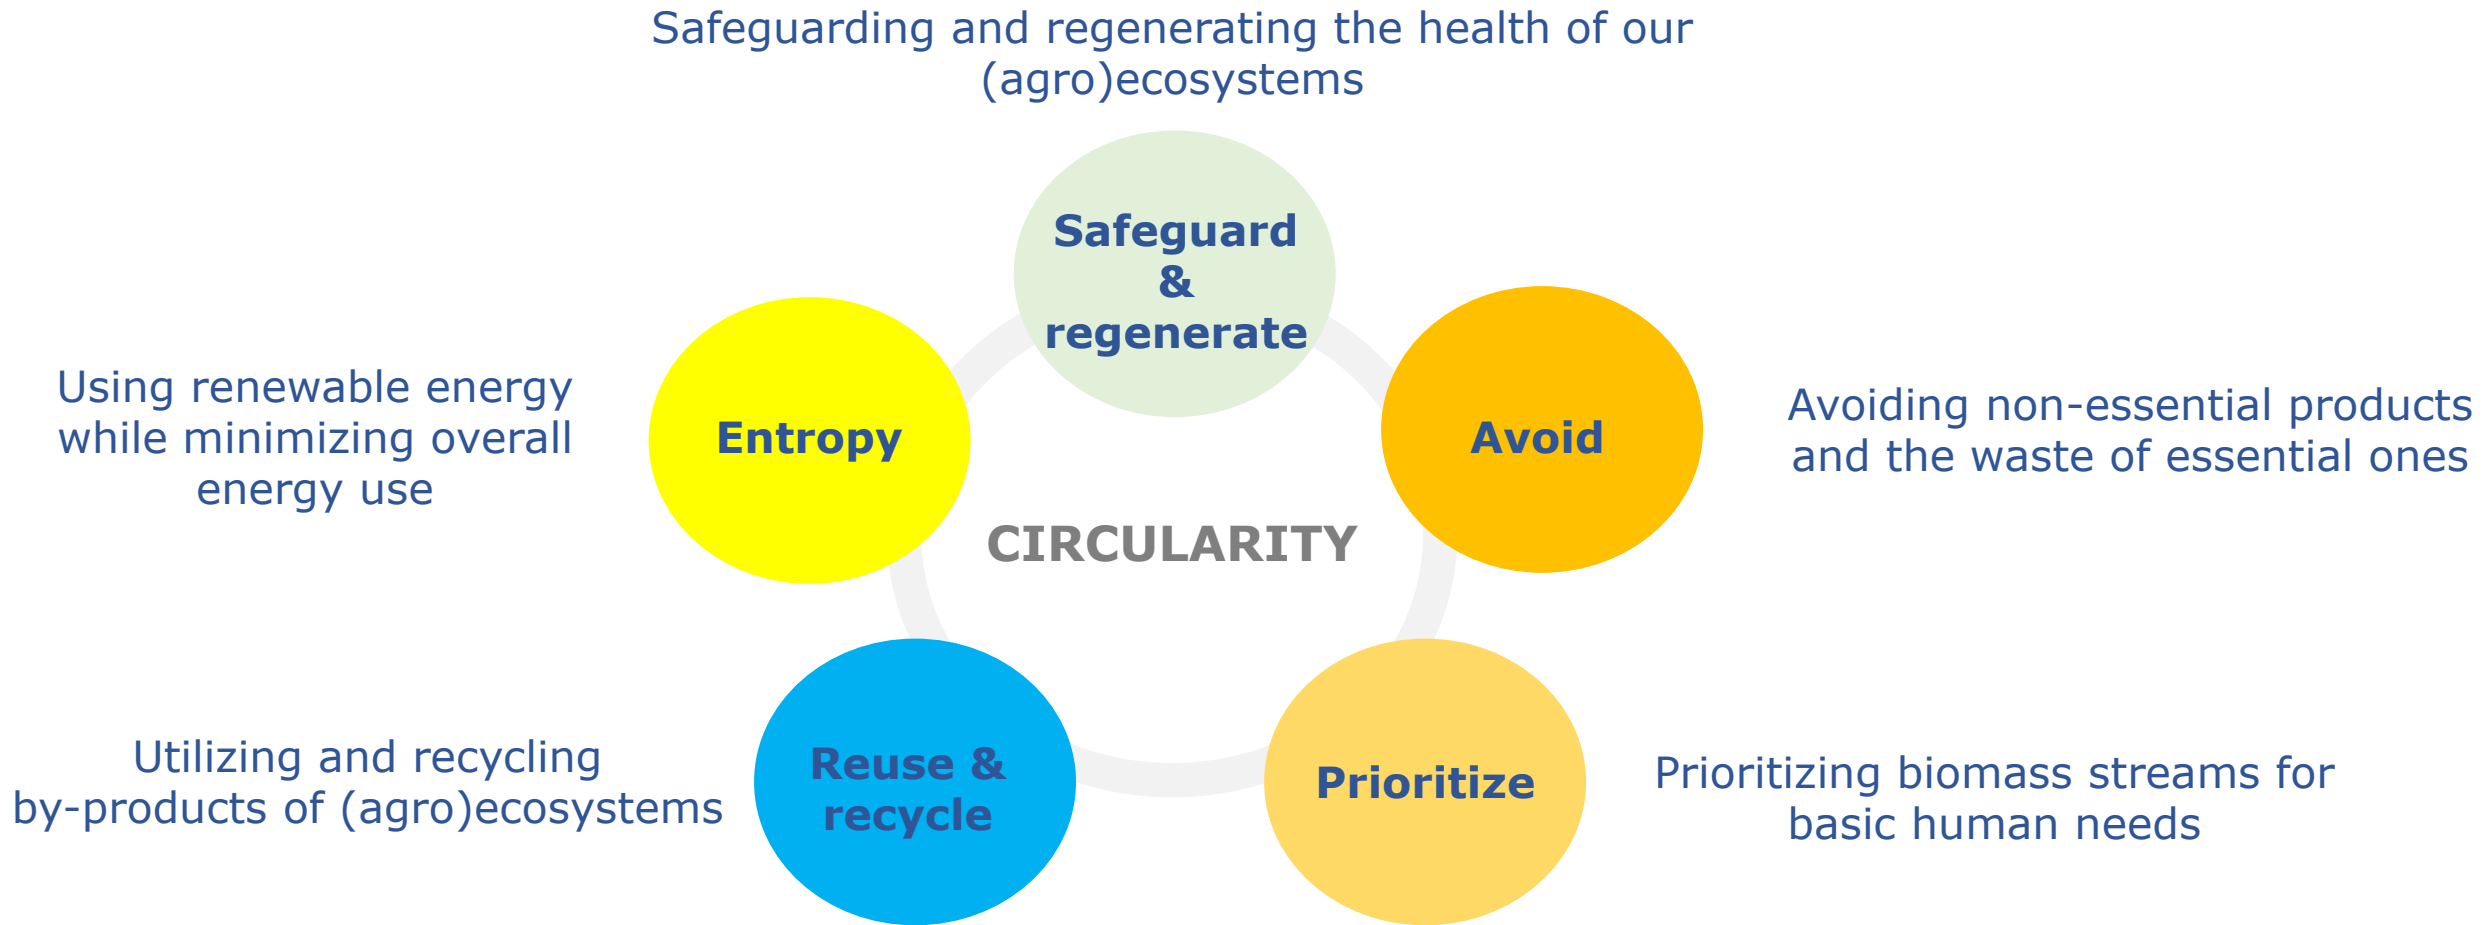 Safeguarding and regenerating the health of our
(agro)ecosystems
Safeguard
&
regenerate
Avoid
Avoiding non-essential products
and the waste of essential ones
Prioritize
Prioritizing biomass streams for
basic human needs
Reuse &
recycle
Utilizing and recycling
by-products of (agro)ecosystems
Entropy
Using renewable energy
while minimizing overall
energy use
CIRCULARITY